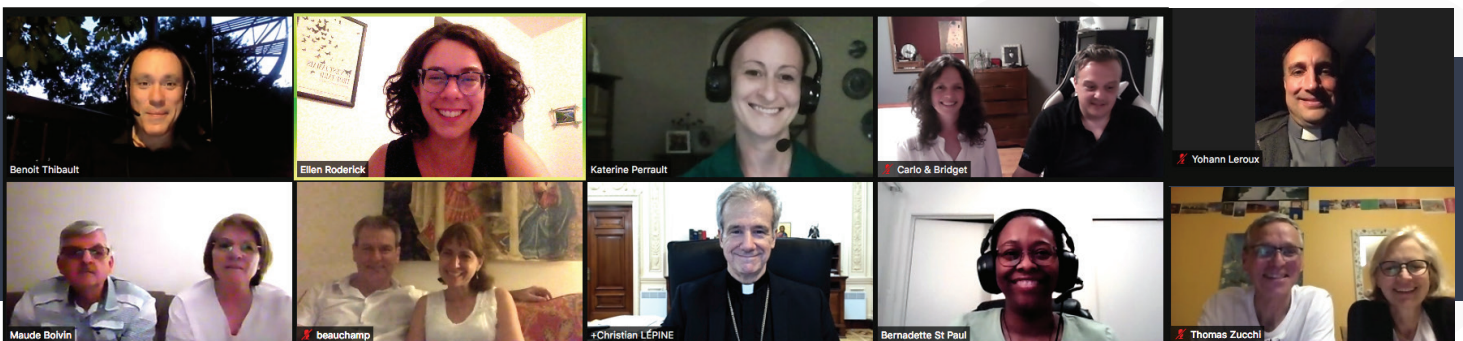 Benoit Thibault
Ellen Roderick
Katerine Perrault
Carlo & Bridget
Yohann Leroux
Maude Boivin
beauchamp
+Christian LÉPINE
Bernadette St Paul
Thomas Zucchi